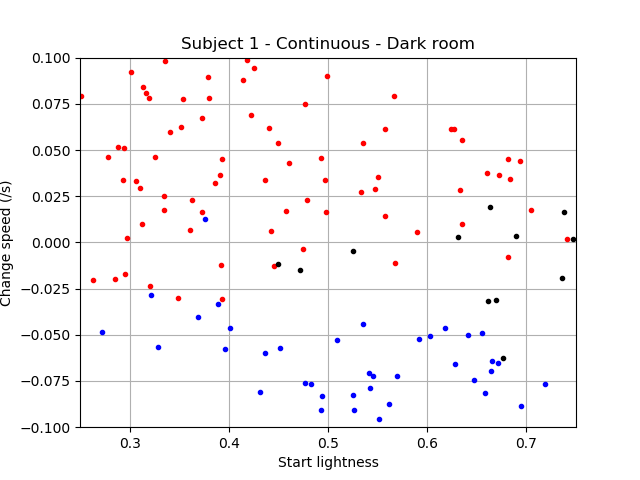 Subject 1 - Continuous - Dark room
0.100
0.075
0.050
0.025
0.000
−0.025
−0.050
−0.075
−0.100
Change speed (/s)
0.3 0.4 0.5 0.6 0.7
Start lightness